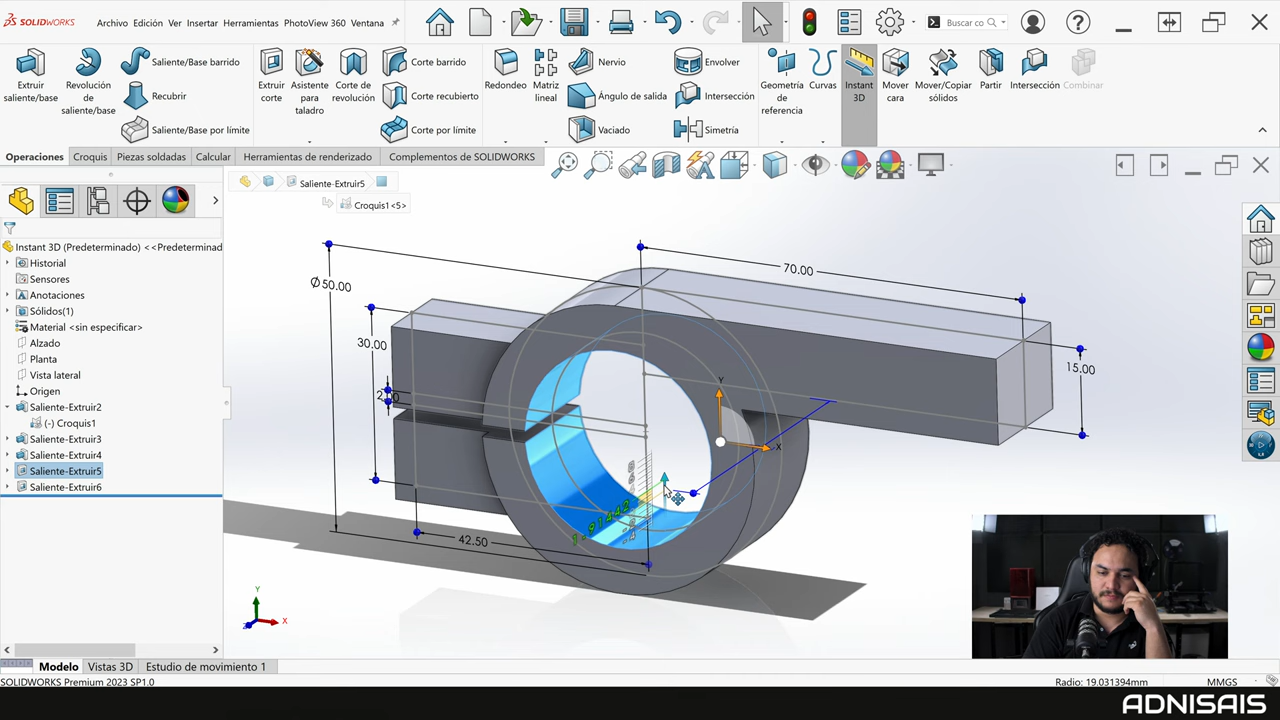 SOLIDWORKS
Archivo Edición Ver Insertar Herramientas PhotoView 360 Ventana
Buscar co
Extruir saliente/base
Revolución de saliente/base
Saliente/Base barrido
Recubrir
Saliente/Base por límite
Extruir corte
Asistente para taladro
Corte de revolución
Corte barrido
Corte recubierto
Corte por límite
Redondeo
Matriz lineal
Nervio
Ángulo de salida
Vaciado
Envolver
Intersección
Simetría
Geometría de referencia
Curvas
Instant 3D
Mover cara
Mover/Copiar sólidos
Partir
Intersección
Combinar
Operaciones Croquis Piezas soldadas Calcular Herramientas de renderizado Complementos de SOLIDWORKS
Saliente-Extruir5
Croquis1<5>
Instant 3D (Predeterminado) <<Predeterminad
Historial
Sensores
Anotaciones
Sólidos(1)
Material <sin especificar>
Alzado
Planta
Vista lateral
Origen
Saliente-Extruir2
(-) Croquis1
Saliente-Extruir3
Saliente-Extruir4
Saliente-Extruir5
Saliente-Extruir6
70.00
Ø50.00
30.00
15.00
42.50
Y
X
Y
X
Z
Modelo Vistas 3D Estudio de movimiento 1
SOLIDWORKS Premium 2023 SP1.0
Radio: 19.031394mm
MMGS
ADNISAIS